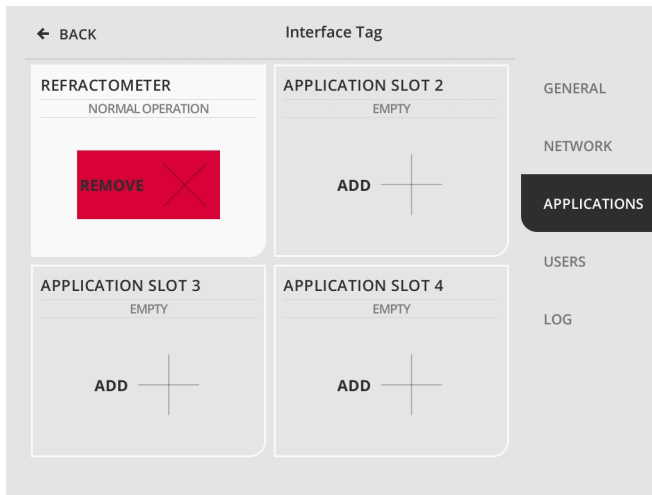 BACK
Interface Tag
REFRACTOMETER
NORMAL OPERATION
REMOVE
APPLICATION SLOT 2
EMPTY
ADD
APPLICATION SLOT 3
EMPTY
ADD
APPLICATION SLOT 4
EMPTY
ADD
GENERAL
NETWORK
APPLICATIONS
USERS
LOG